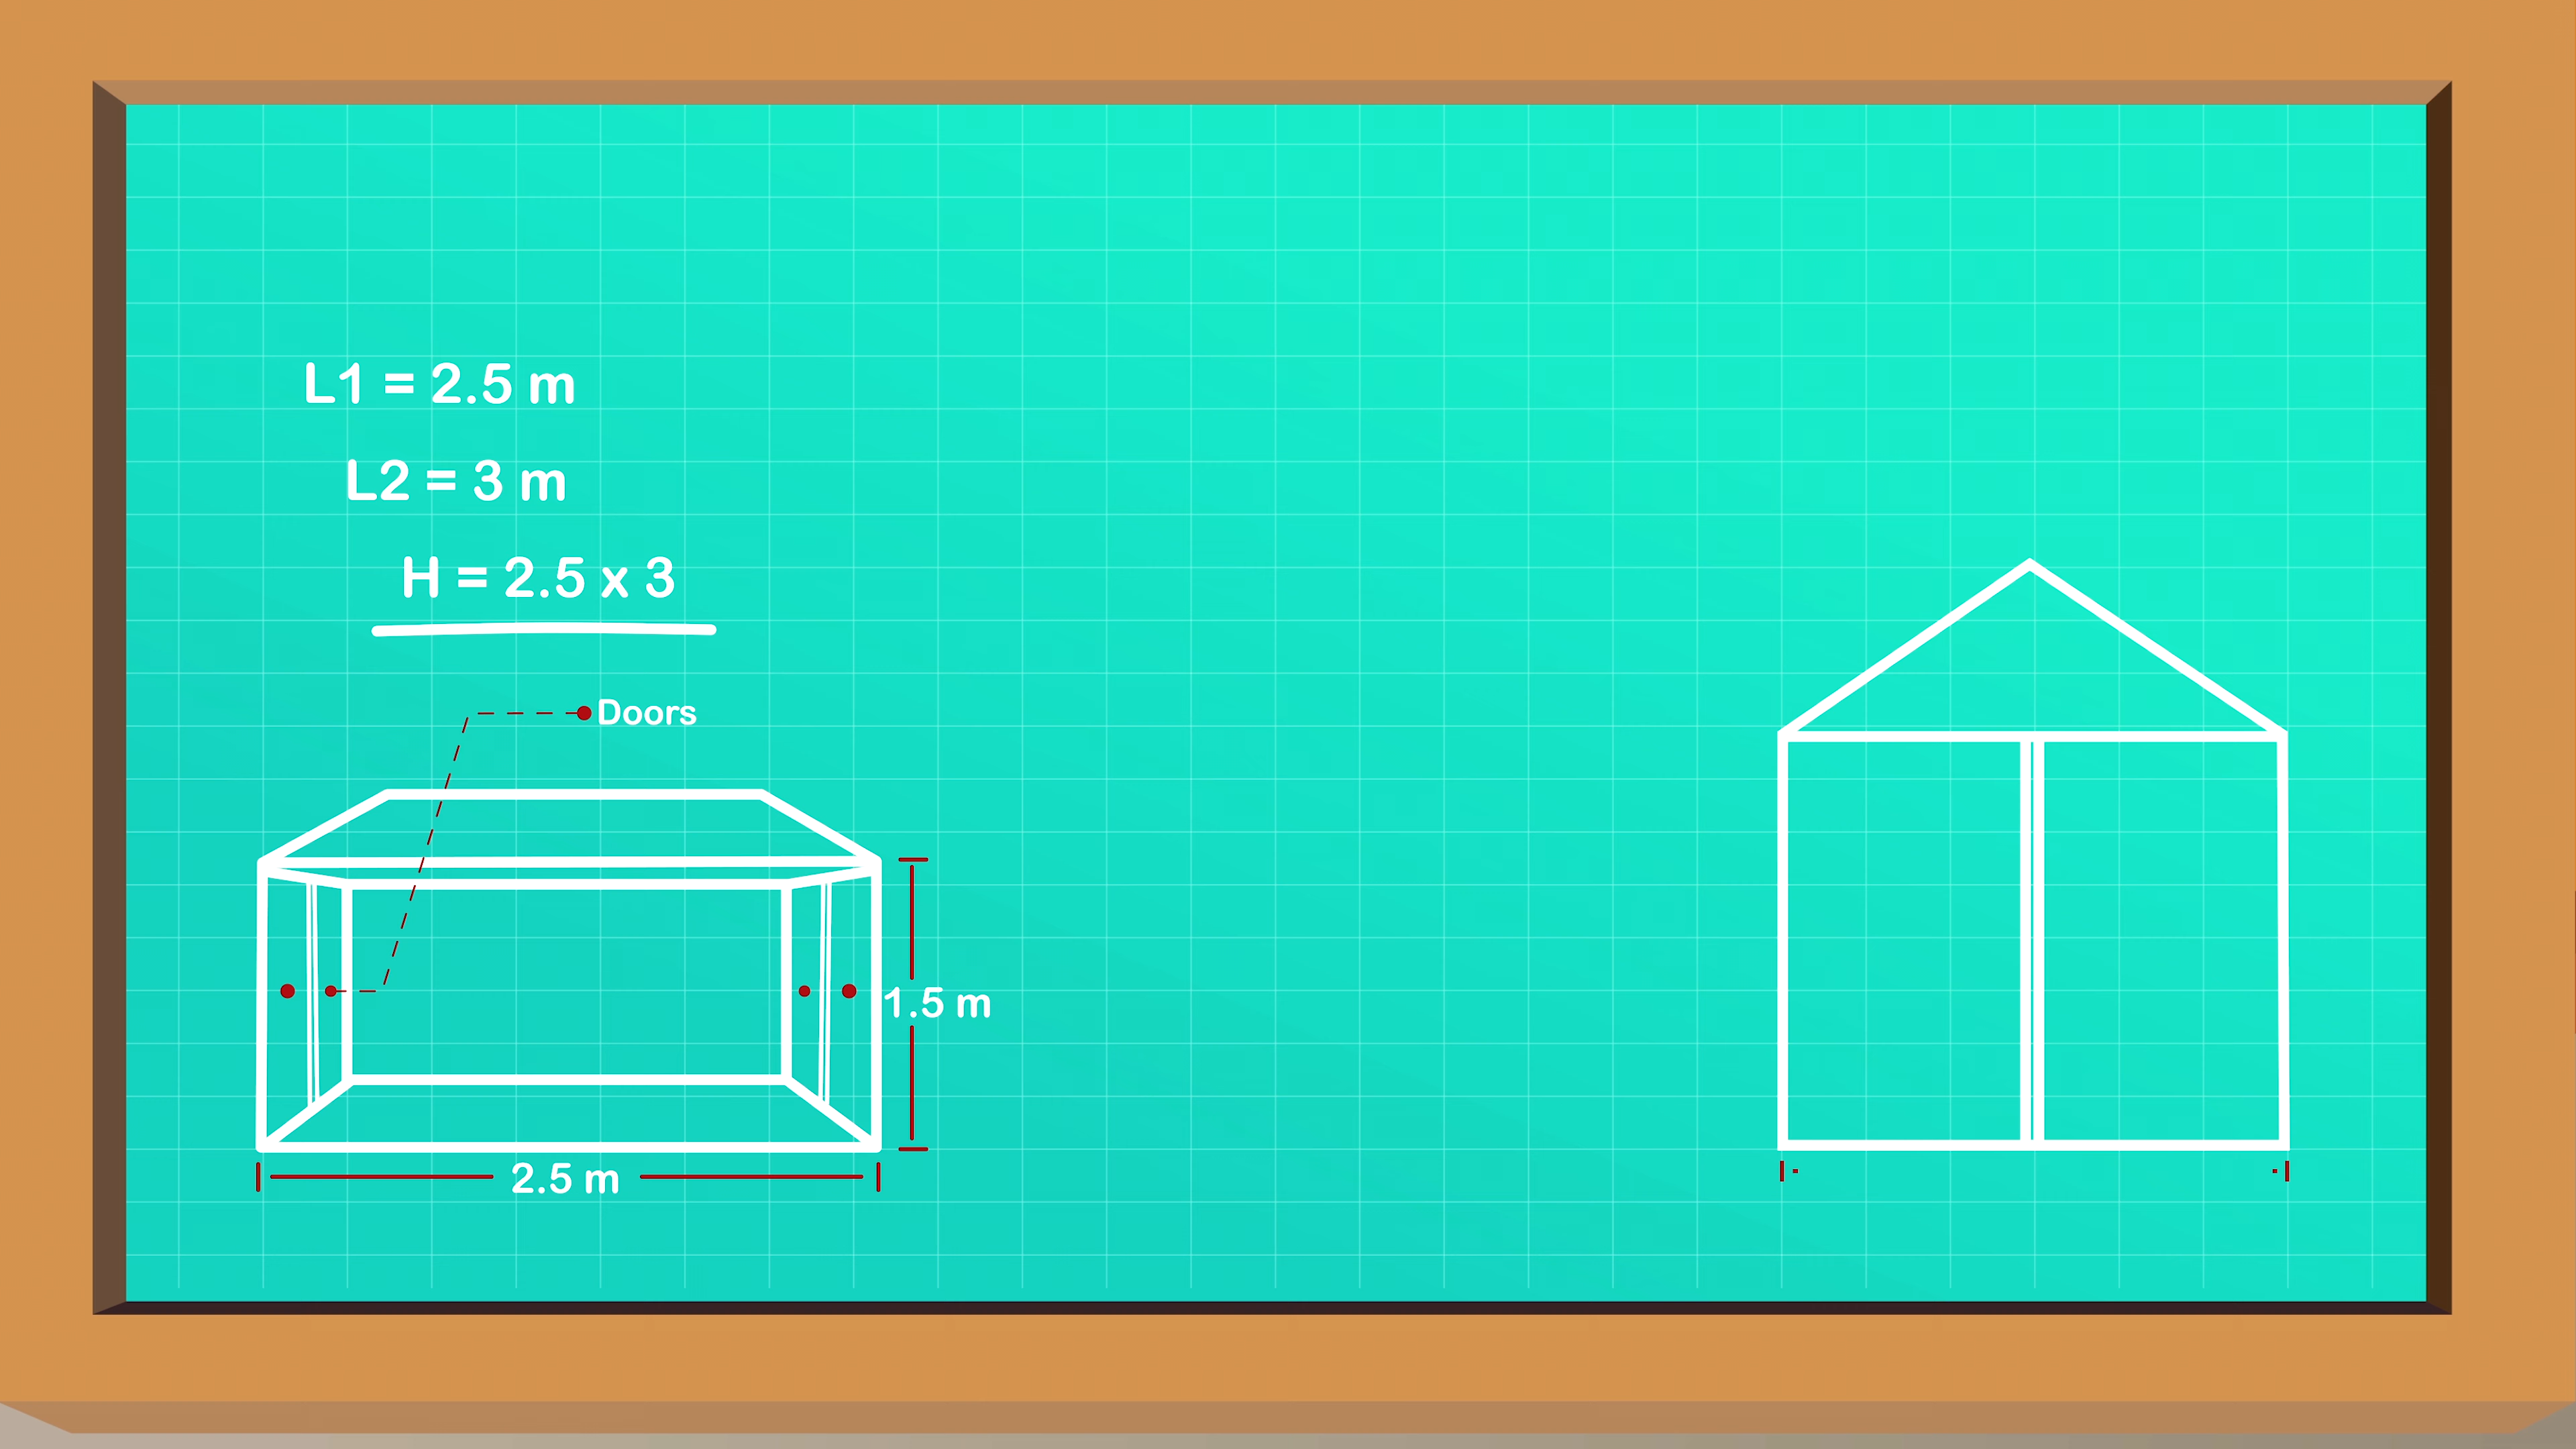 L1 = 2.5 m
L2 = 3 m
H = 2.5 x 3
Doors
1.5 m
2.5 m